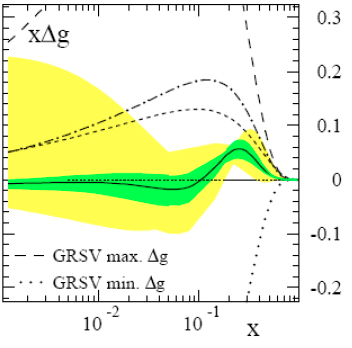 xΔg
0.3
0.2
0.1
0
-0.1
-0.2
GRSV max. Δg
GRSV min. Δg
10⁻² 10⁻¹ x